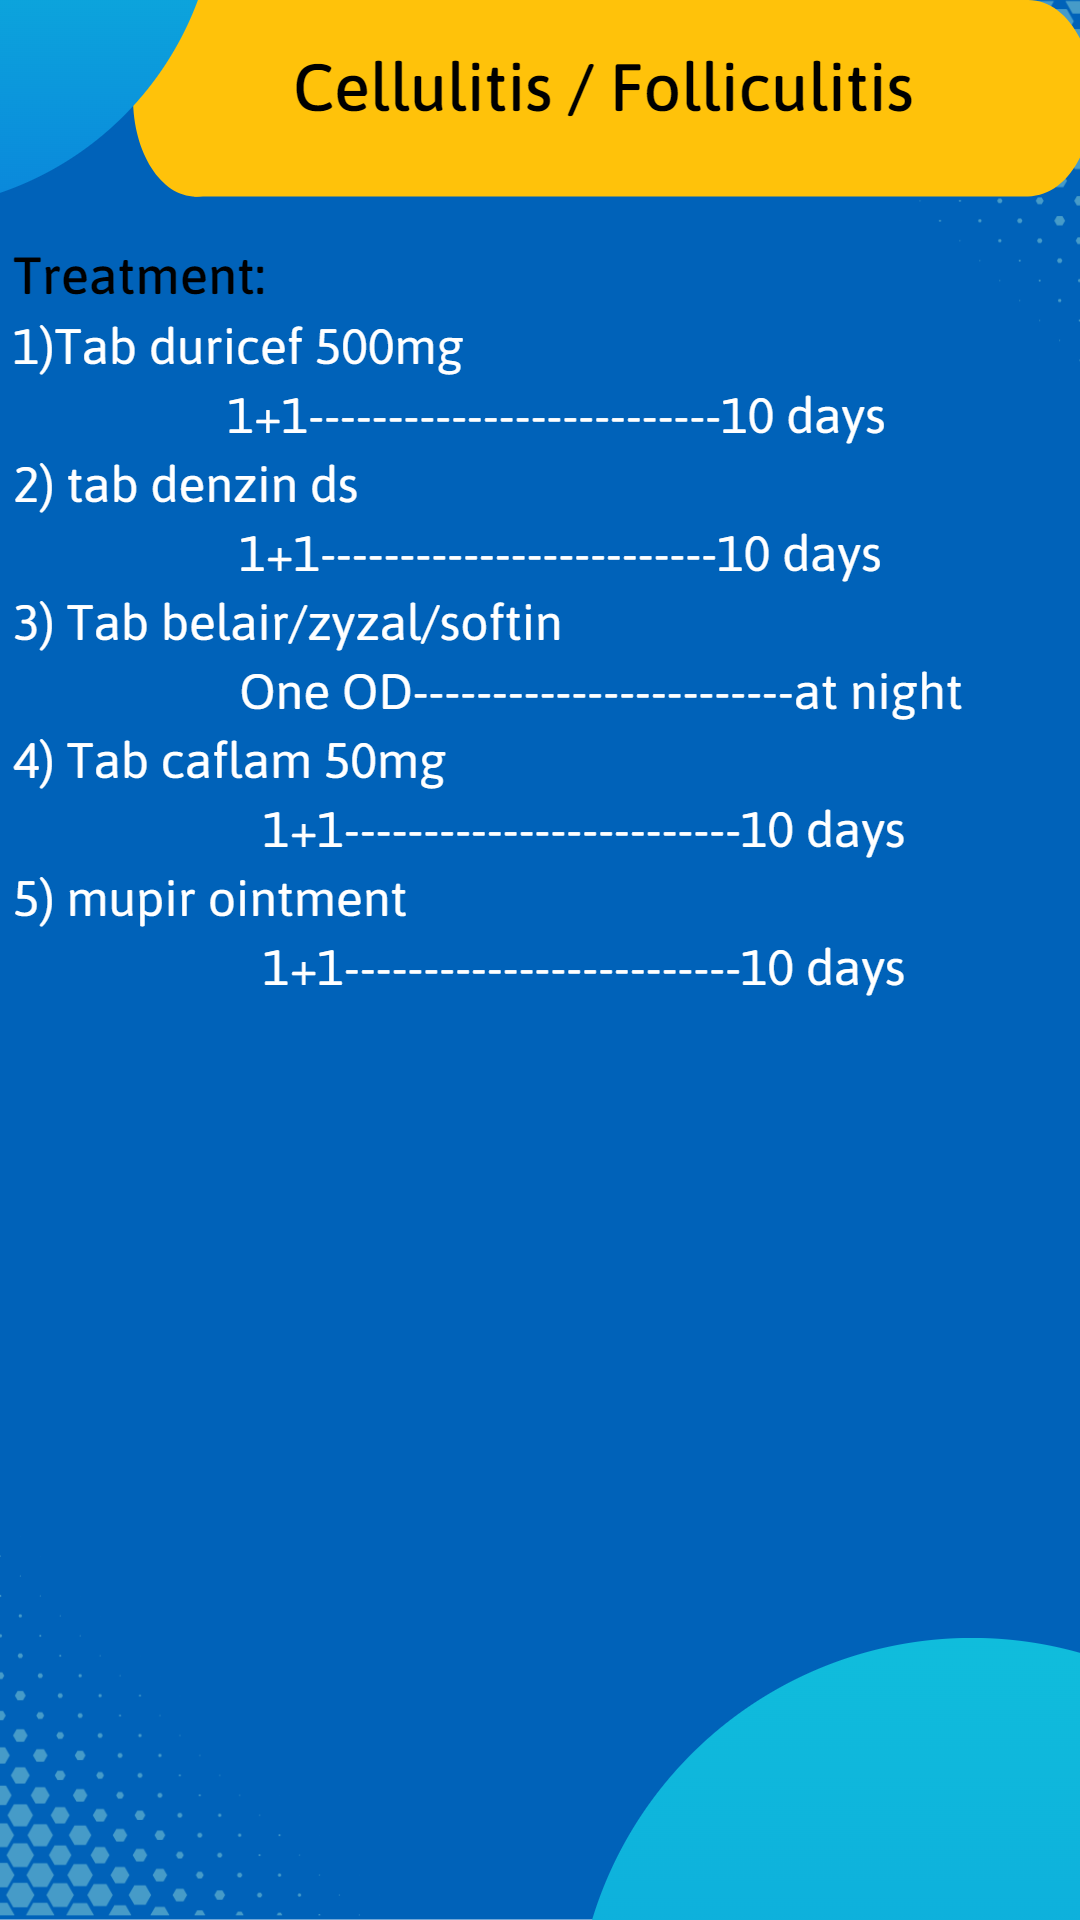 Cellulitis / Folliculitis
Treatment:
1)Tab duricef 500mg
1+1--------------------------10 days
2) tab denzin ds
1+1-------------------------10 days
3) Tab belair/zyzal/softin
One OD------------------------at night
4) Tab caflam 50mg
1+1-------------------------10 days
5) mupir ointment
1+1-------------------------10 days